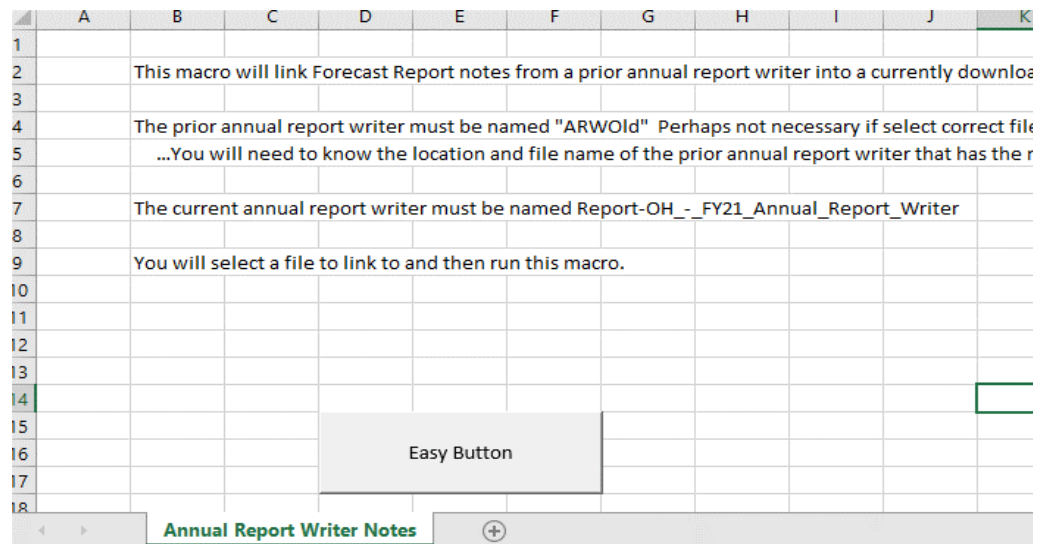 A B C D E F G H I J K
1
2 This macro will link Forecast Report notes from a prior annual report writer into a currently downloa
3
4 The prior annual report writer must be named "ARWOld" Perhaps not necessary if select correct file
5 ...You will need to know the location and file name of the prior annual report writer that has the
6
7 The current annual report writer must be named Report-OH_-_FY21_Annual_Report_Writer
8
9 You will select a file to link to and then run this macro.
10
11
12
13
14
15
16 Easy Button
17
18
Annual Report Writer Notes